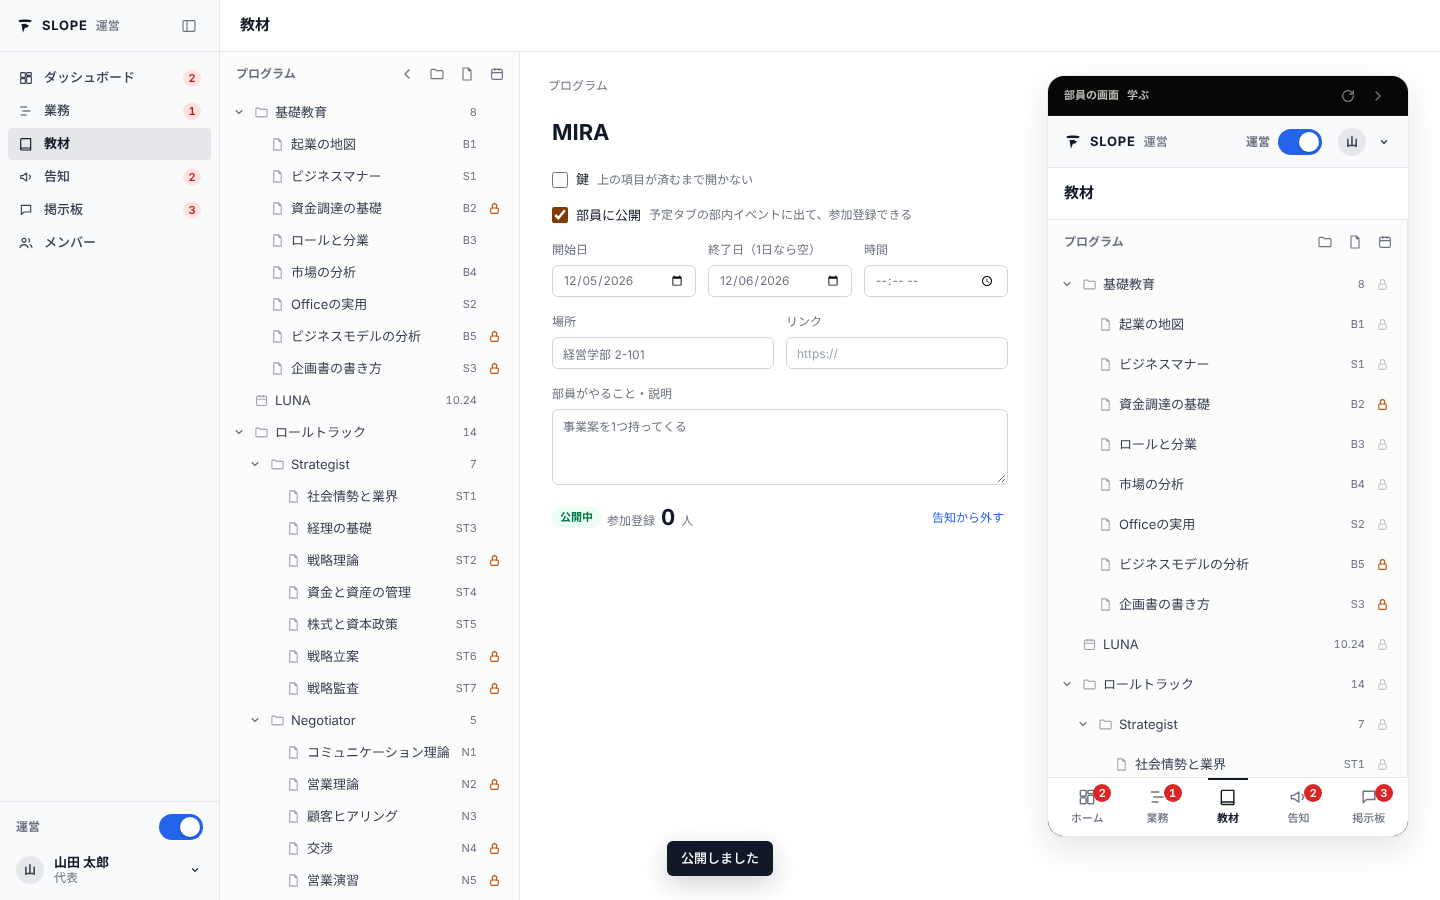 SLOPE 運営
ダッシュボード 2
業務 1
教材
告知 2
掲示板 3
メンバー
運営
山 山田 太郎
代表
教材
プログラム
基礎教育 8
起業の地図 B1
ビジネスマナー S1
資金調達の基礎 B2
ロールと分業 B3
市場の分析 B4
Officeの実用 S2
ビジネスモデルの分析 B5
企画書の書き方 S3
LUNA 10.24
ロールトラック 14
Strategist 7
社会情勢と業界 ST1
経理の基礎 ST3
戦略理論 ST2
資金と資産の管理 ST4
株式と資本政策 ST5
戦略立案 ST6
戦略監査 ST7
Negotiator 5
コミュニケーション理論 N1
営業理論 N2
顧客ヒアリング N3
交渉 N4
営業演習 N5
プログラム
MIRA
鍵 上の項目が済むまで開かない
部員に公開 予定タブの部内イベントに出て、参加登録できる
開始日 終了日（1日なら空） 時間
12/05/2026 12/06/2026 --:-- --
場所 リンク
経営学部 2-101 https://
部員がやること・説明
事業案を1つ持ってくる
公開中 参加登録 0 人 告知から外す
公開しました
部員の画面 学ぶ
SLOPE 運営 運営 山
教材
プログラム
基礎教育 8
起業の地図 B1
ビジネスマナー S1
資金調達の基礎 B2
ロールと分業 B3
市場の分析 B4
Officeの実用 S2
ビジネスモデルの分析 B5
企画書の書き方 S3
LUNA 10.24
ロールトラック 14
Strategist 7
社会情勢と業界 ST1
2 1 2 3
ホーム 業務 教材 告知 掲示板